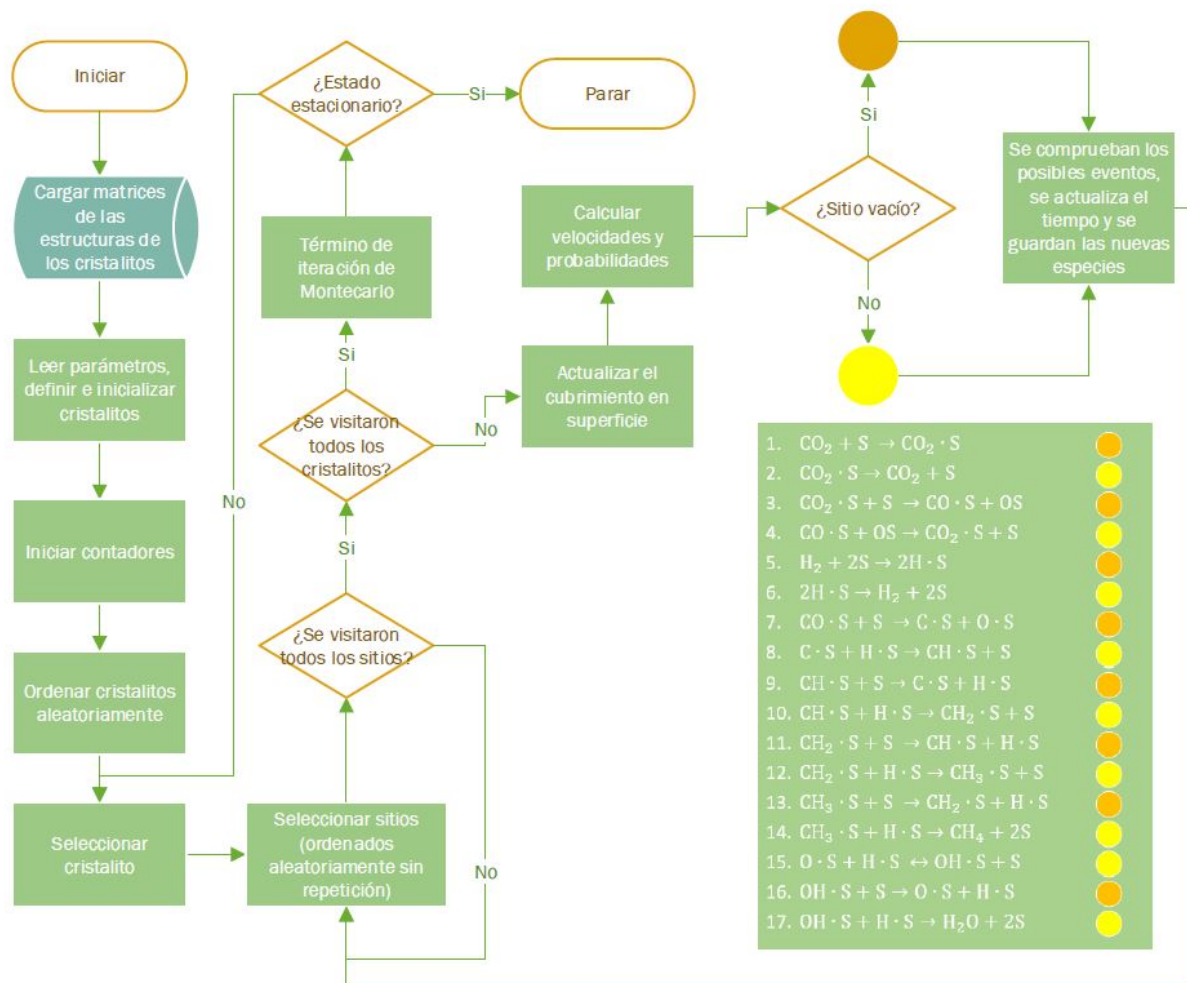 Iniciar
Cargar matrices
de las
estructuras de
los cristalitos
Leer parámetros,
definir e inicializar
cristalitos
Iniciar contadores
Ordenar cristalitos
aleatoriamente
Seleccionar
cristalito
Seleccionar sitios
(ordenados
aleatoriamente sin
repetición)
¿Se visitaron
todos los sitios?
No
Si
¿Se visitaron
todos los
cristalitos?
Si
No
Término de
iteración de
Montecarlo
¿Estado
estacionario?
No
Si
Parar
Actualizar el
cubrimiento en
superficie
Calcular
velocidades y
probabilidades
¿Sitio vacío?
Si
No
Se comprueban los
posibles eventos,
se actualiza el
tiempo y se
guardan las nuevas
especies
1. CO₂ + S → CO₂ · S
2. CO₂ · S → CO₂ + S
3. CO₂ · S + S → CO · S + OS
4. CO · S + OS → CO₂ · S + S
5. H₂ + 2S → 2H · S
6. 2H · S → H₂ + 2S
7. CO · S + S → C · S + O · S
8. C · S + H · S → CH · S + S
9. CH · S + S → C · S + H · S
10. CH · S + H · S → CH₂ · S + S
11. CH₂ · S + S → CH · S + H · S
12. CH₂ · S + H · S → CH₃ · S + S
13. CH₃ · S + S → CH₂ · S + H · S
14. CH₃ · S + H · S → CH₄ + 2S
15. O · S + H · S ↔ OH · S + S
16. OH · S + S → O · S + H · S
17. OH · S + H · S → H₂O + 2S